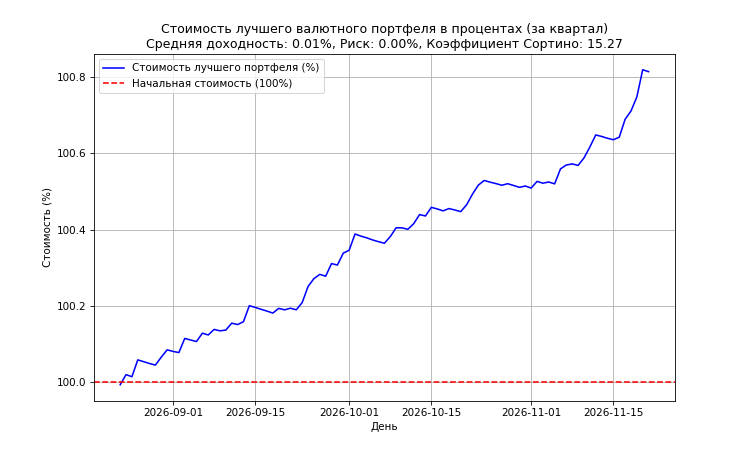 Стоимость лучшего валютного портфеля в процентах (за квартал)
Средняя доходность: 0.01%, Риск: 0.00%, Коэффициент Сортино: 15.27
Стоимость лучшего портфеля (%)
Начальная стоимость (100%)
Стоимость (%)
100.8
100.6
100.4
100.2
100.0
2026-09-01
2026-09-15
2026-10-01
2026-10-15
2026-11-01
2026-11-15
День